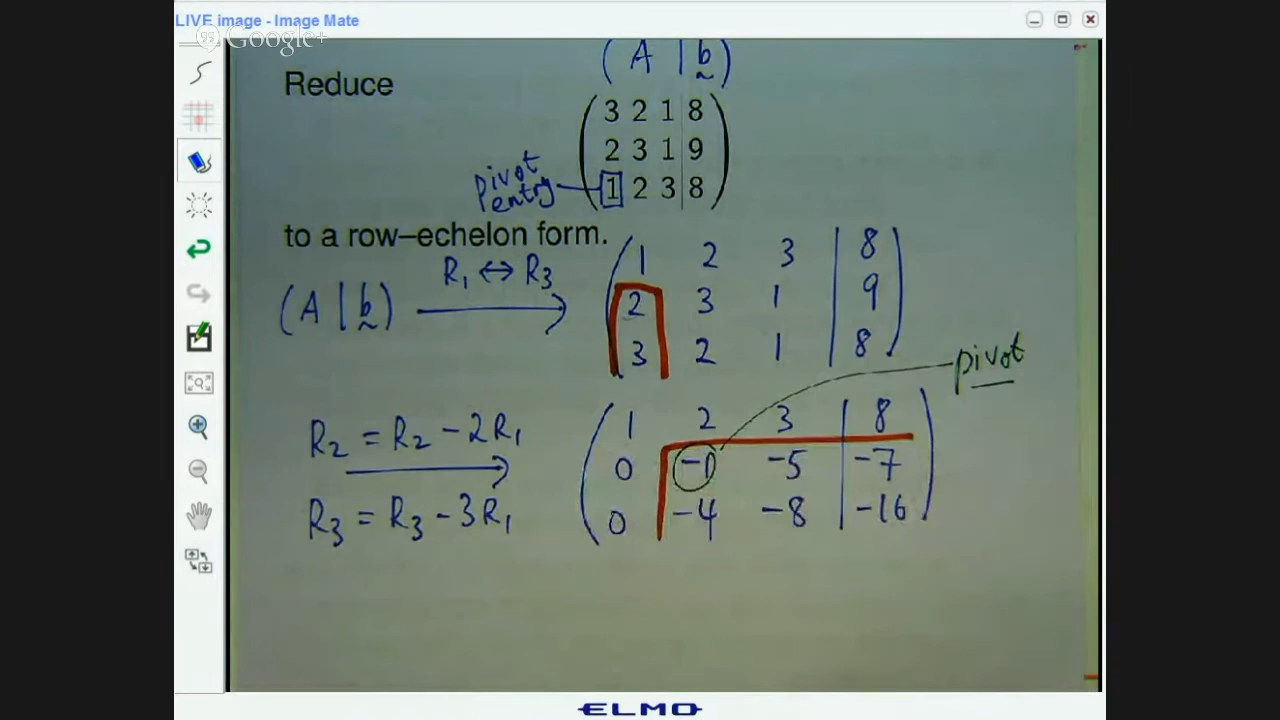 LIVE image - Image Mate
Google+
( A | b )
Reduce
3 2 1 8
2 3 1 9
pivot entry 1 2 3 8
to a row–echelon form.
(A | b) R1 ↔ R3
1 2 3 | 8
2 3 1 | 9
3 2 1 | 8
pivot
R2 = R2 - 2R1
R3 = R3 - 3R1
1 2 3 | 8
0 -1 -5 | -7
0 -4 -8 | -16
ELMO